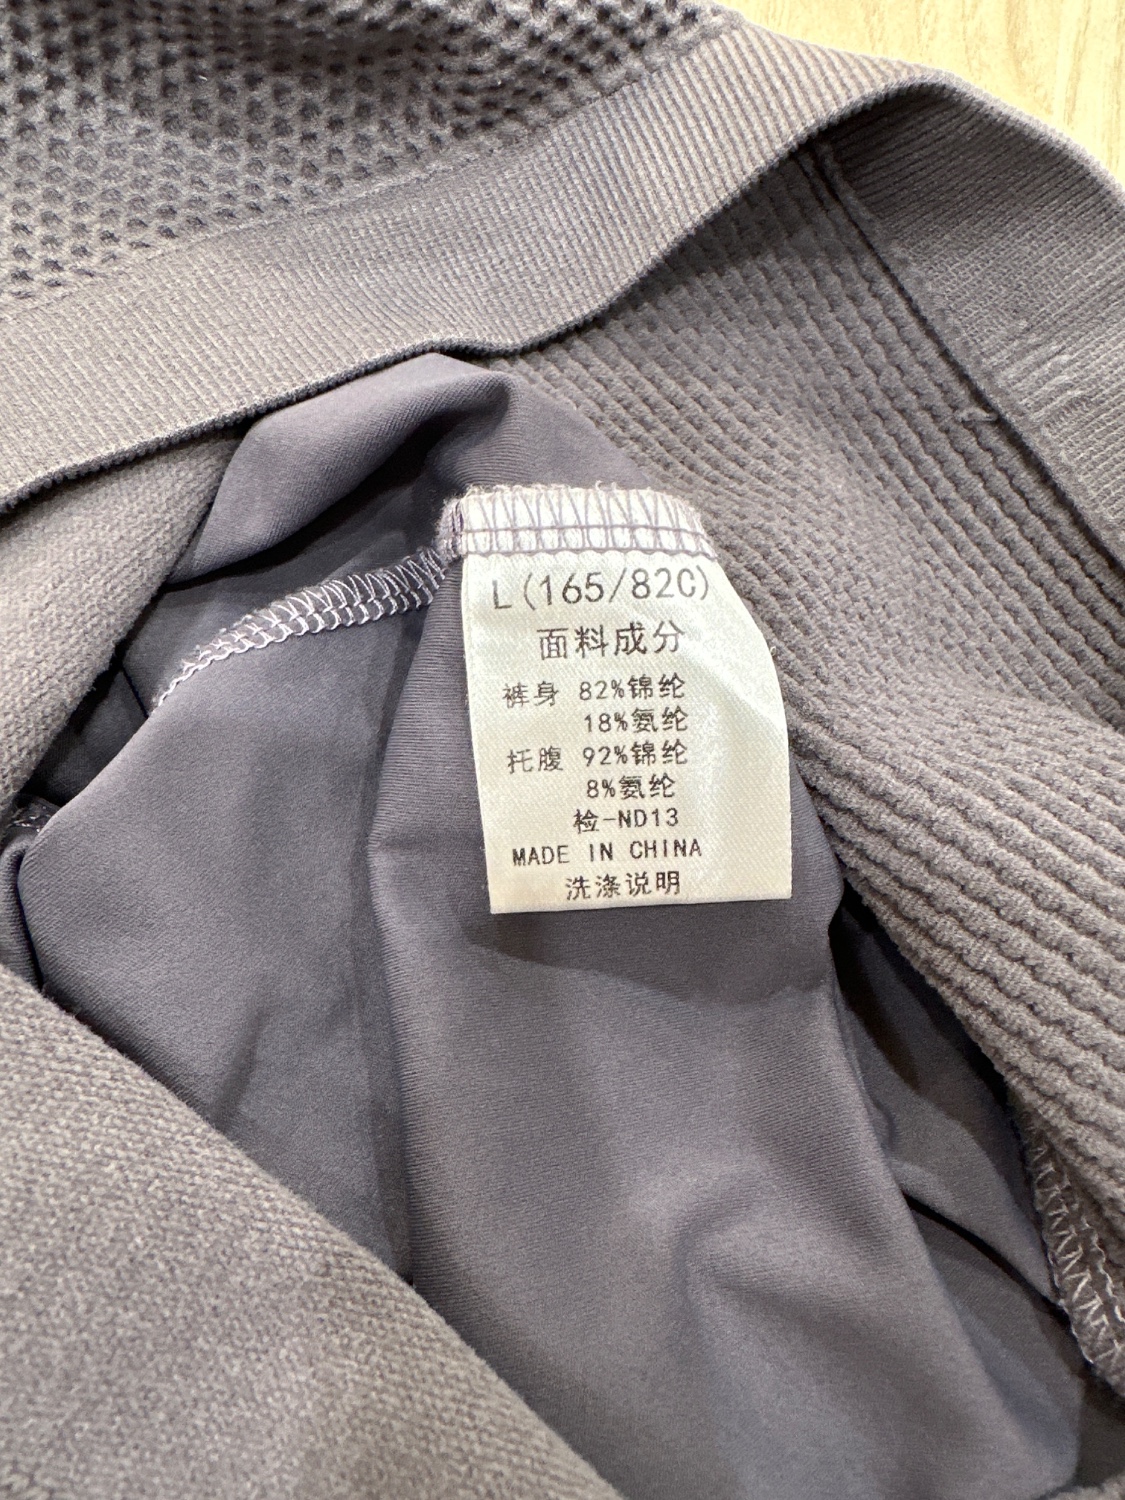 L(165/82C)
面料成分
裤身 82%锦纶
18%氨纶
托腹 92%锦纶
8%氨纶
检-ND13
MADE IN CHINA
洗涤说明